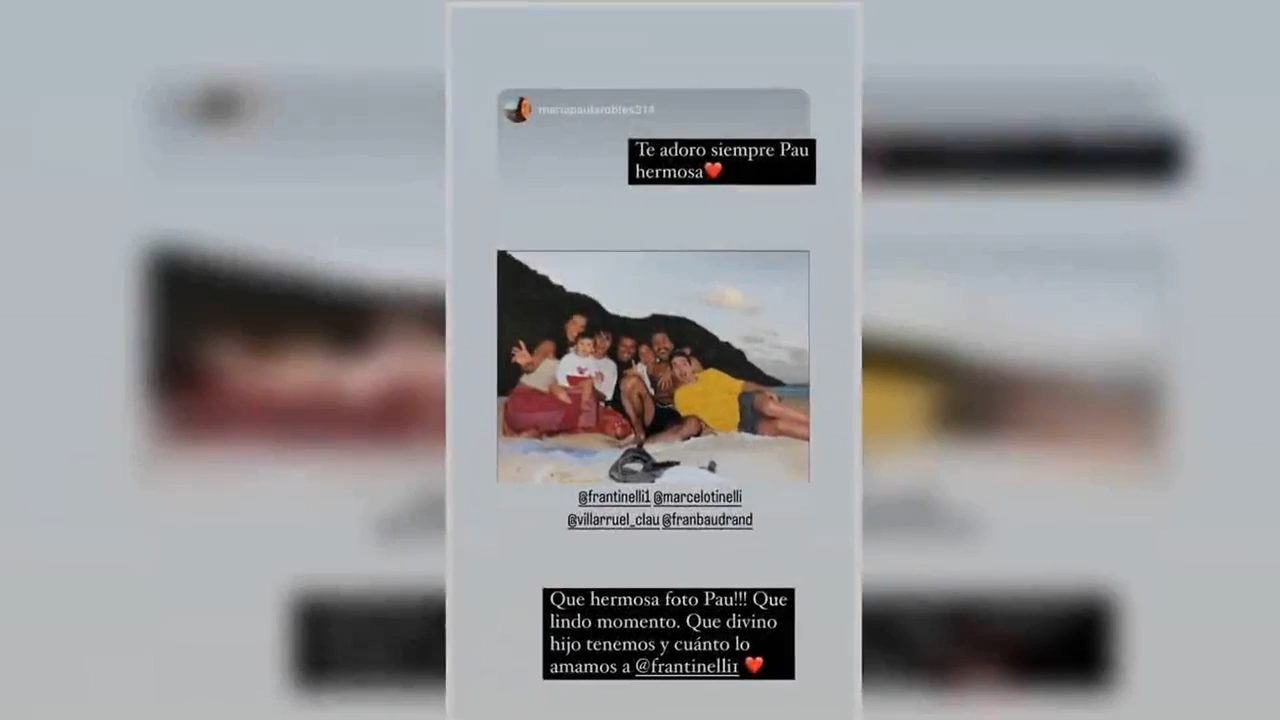 mariapaularobles314
Te adoro siempre Pau
hermosa❤️
@frantinelli1 @marcelotinelli
@villarruel_clau @franbaudrand
Que hermosa foto Pau!!! Que
lindo momento. Que divino
hijo tenemos y cuánto lo
amamos a @frantinelli1 ❤️